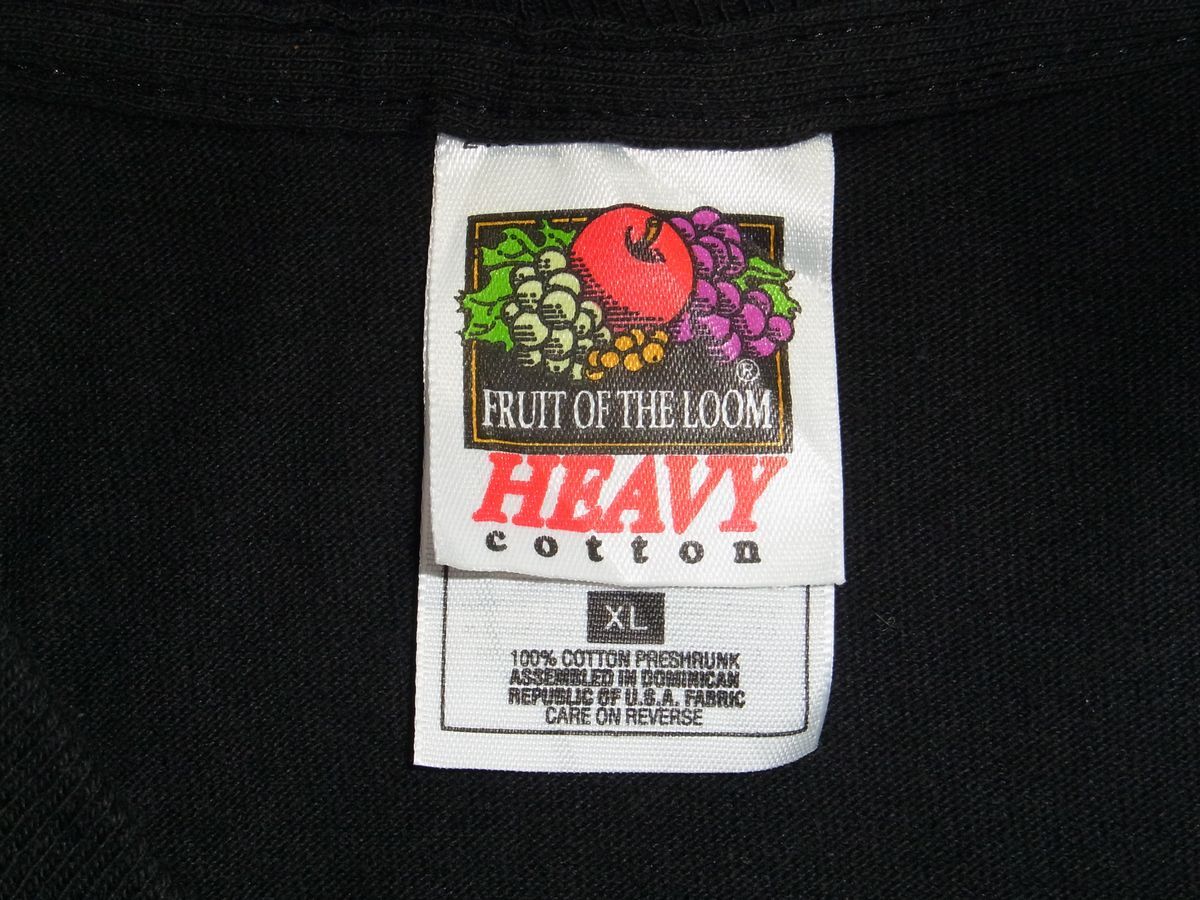 ®
FRUIT OF THE LOOM
HEAVY
cotton
XL
100% COTTON PRESHRUNK
ASSEMBLED IN DOMINICAN
REPUBLIC OF U.S.A. FABRIC
CARE ON REVERSE